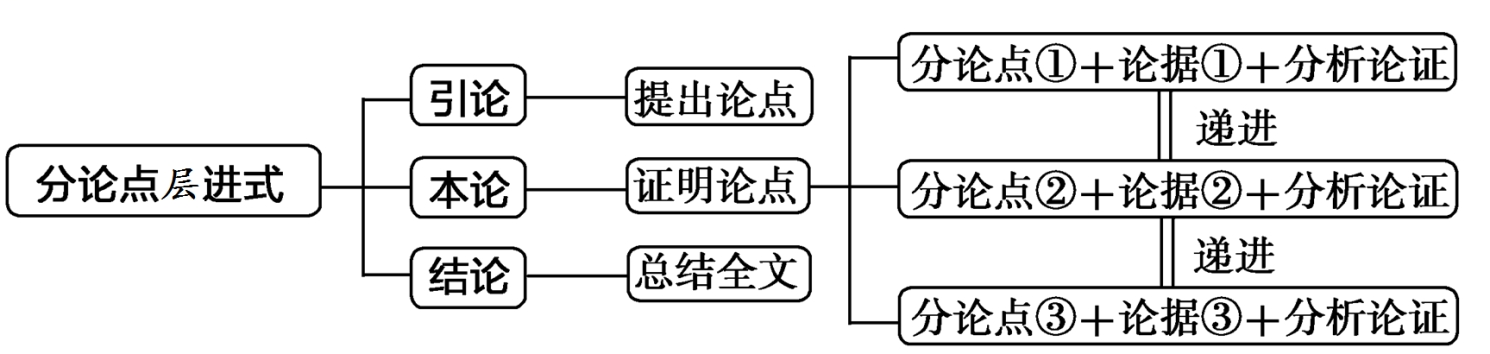 分论点层进式
引论
提出论点
本论
证明论点
结论
总结全文
分论点①+论据①+分析论证
递进
分论点②+论据②+分析论证
递进
分论点③+论据③+分析论证